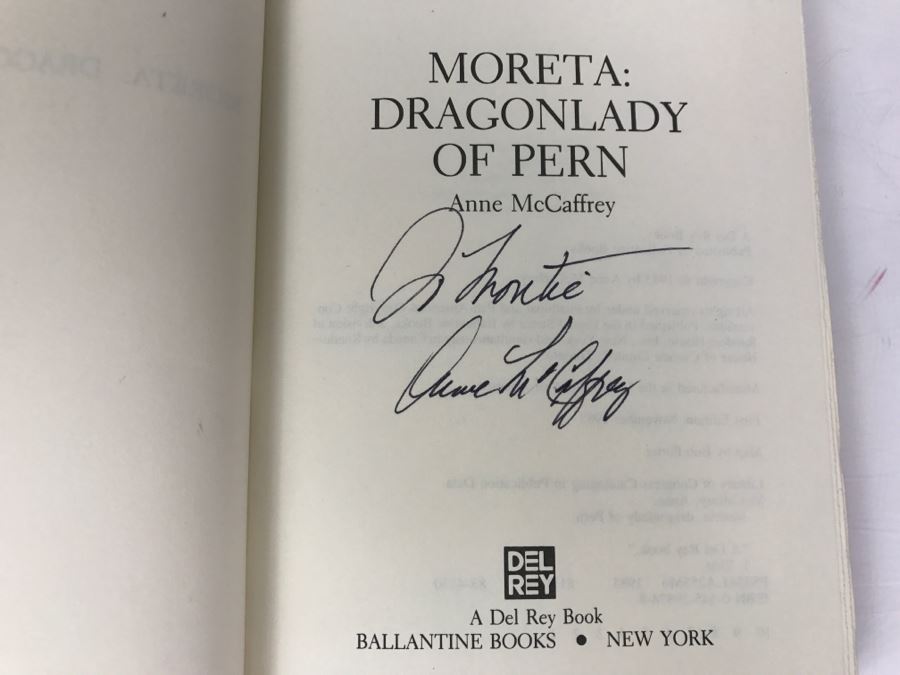 MORETA:
DRAGONLADY
OF PERN
Anne McCaffrey
To Montie
Anne McCaffrey
DEL
REY
A Del Rey Book
BALLANTINE BOOKS • NEW YORK